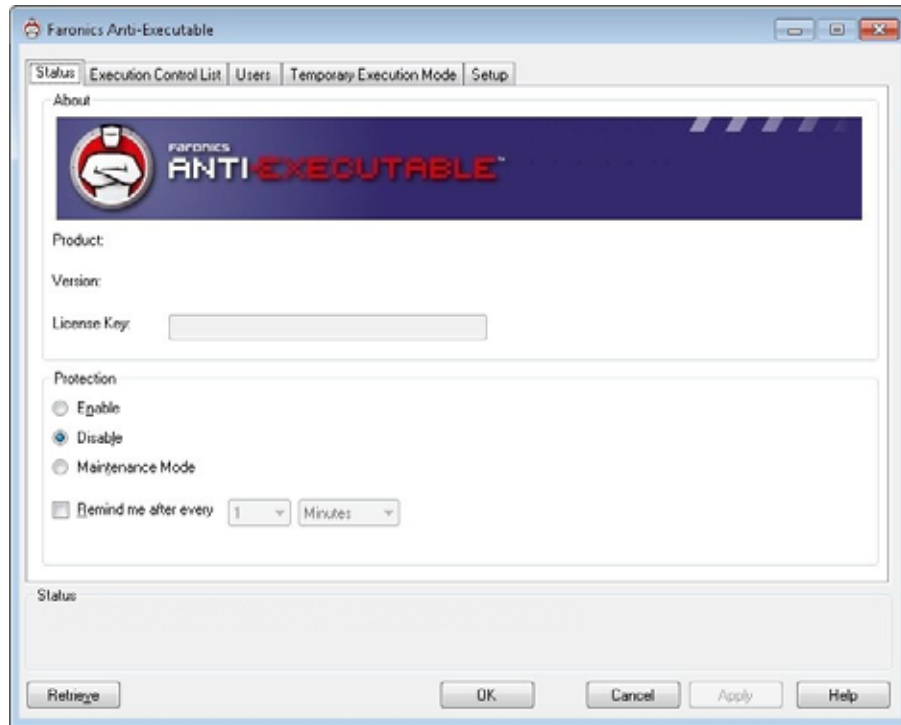 Faronics Anti-Executable
Status Execution Control List Users Temporary Execution Mode Setup
About
FARONICS
ANTI-EXECUTABLE™
Product:
Version:
License Key:
Protection
Enable
Disable
Maintenance Mode
Remind me after every 1 Minutes
Status
Retrieve OK Cancel Apply Help